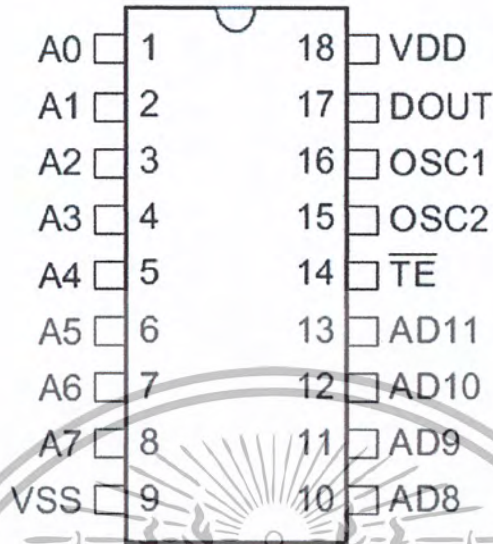 A0 1 18 VDD
A1 2 17 DOUT
A2 3 16 OSC1
A3 4 15 OSC2
A4 5 14 T̅E̅
A5 6 13 AD11
A6 7 12 AD10
A7 8 11 AD9
VSS 9 10 AD8